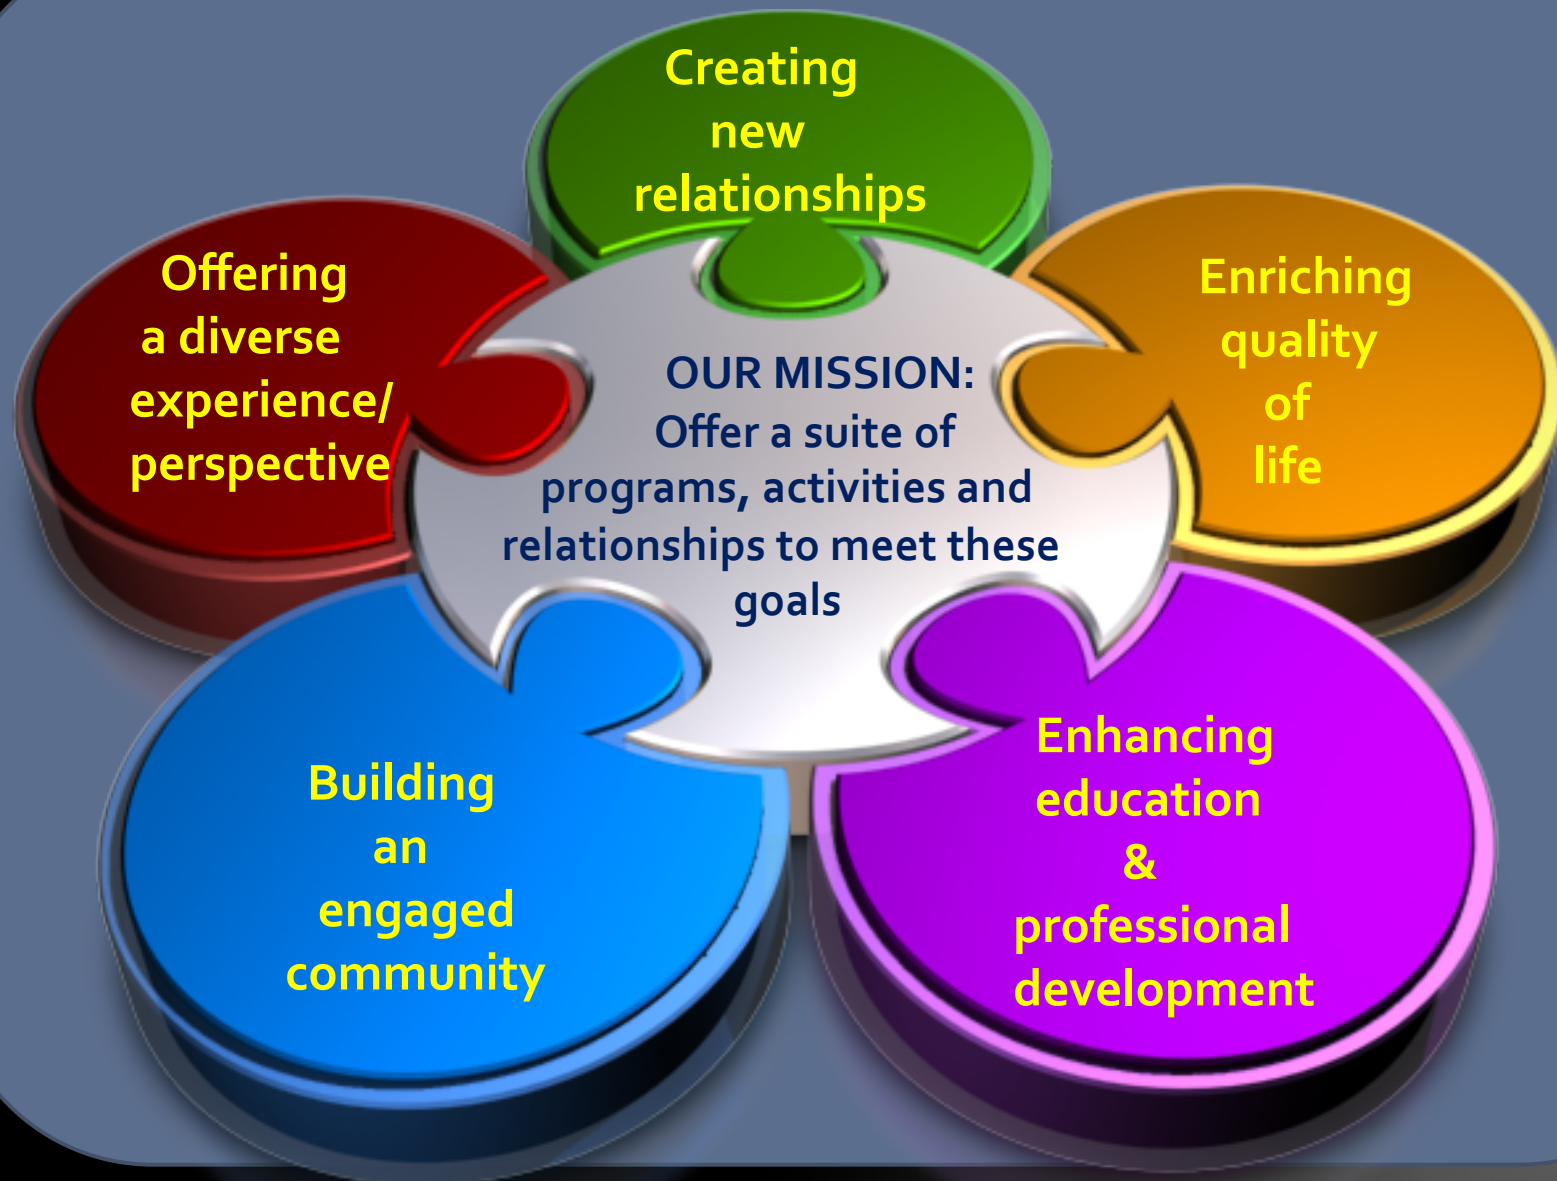 Creating
new
relationships
Offering
a diverse
experience/
perspective
Enriching
quality
of
life
OUR MISSION:
Offer a suite of
programs, activities and
relationships to meet these
goals
Building
an
engaged
community
Enhancing
education
&
professional
development